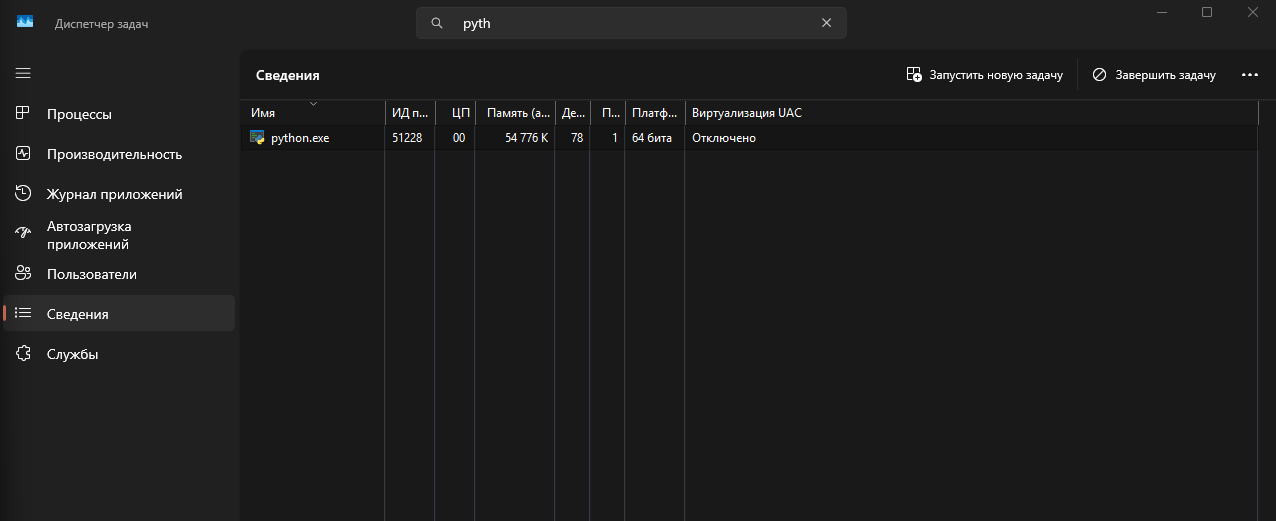 Диспетчер задач
pyth
Сведения
Запустить новую задачу
Завершить задачу
Процессы
Производительность
Журнал приложений
Автозагрузка
приложений
Пользователи
Сведения
Службы
Имя ИД п... ЦП Память (а... Де... П... Платф... Виртуализация UAC
python.exe 51228 00 54 776 К 78 1 64 бита Отключено